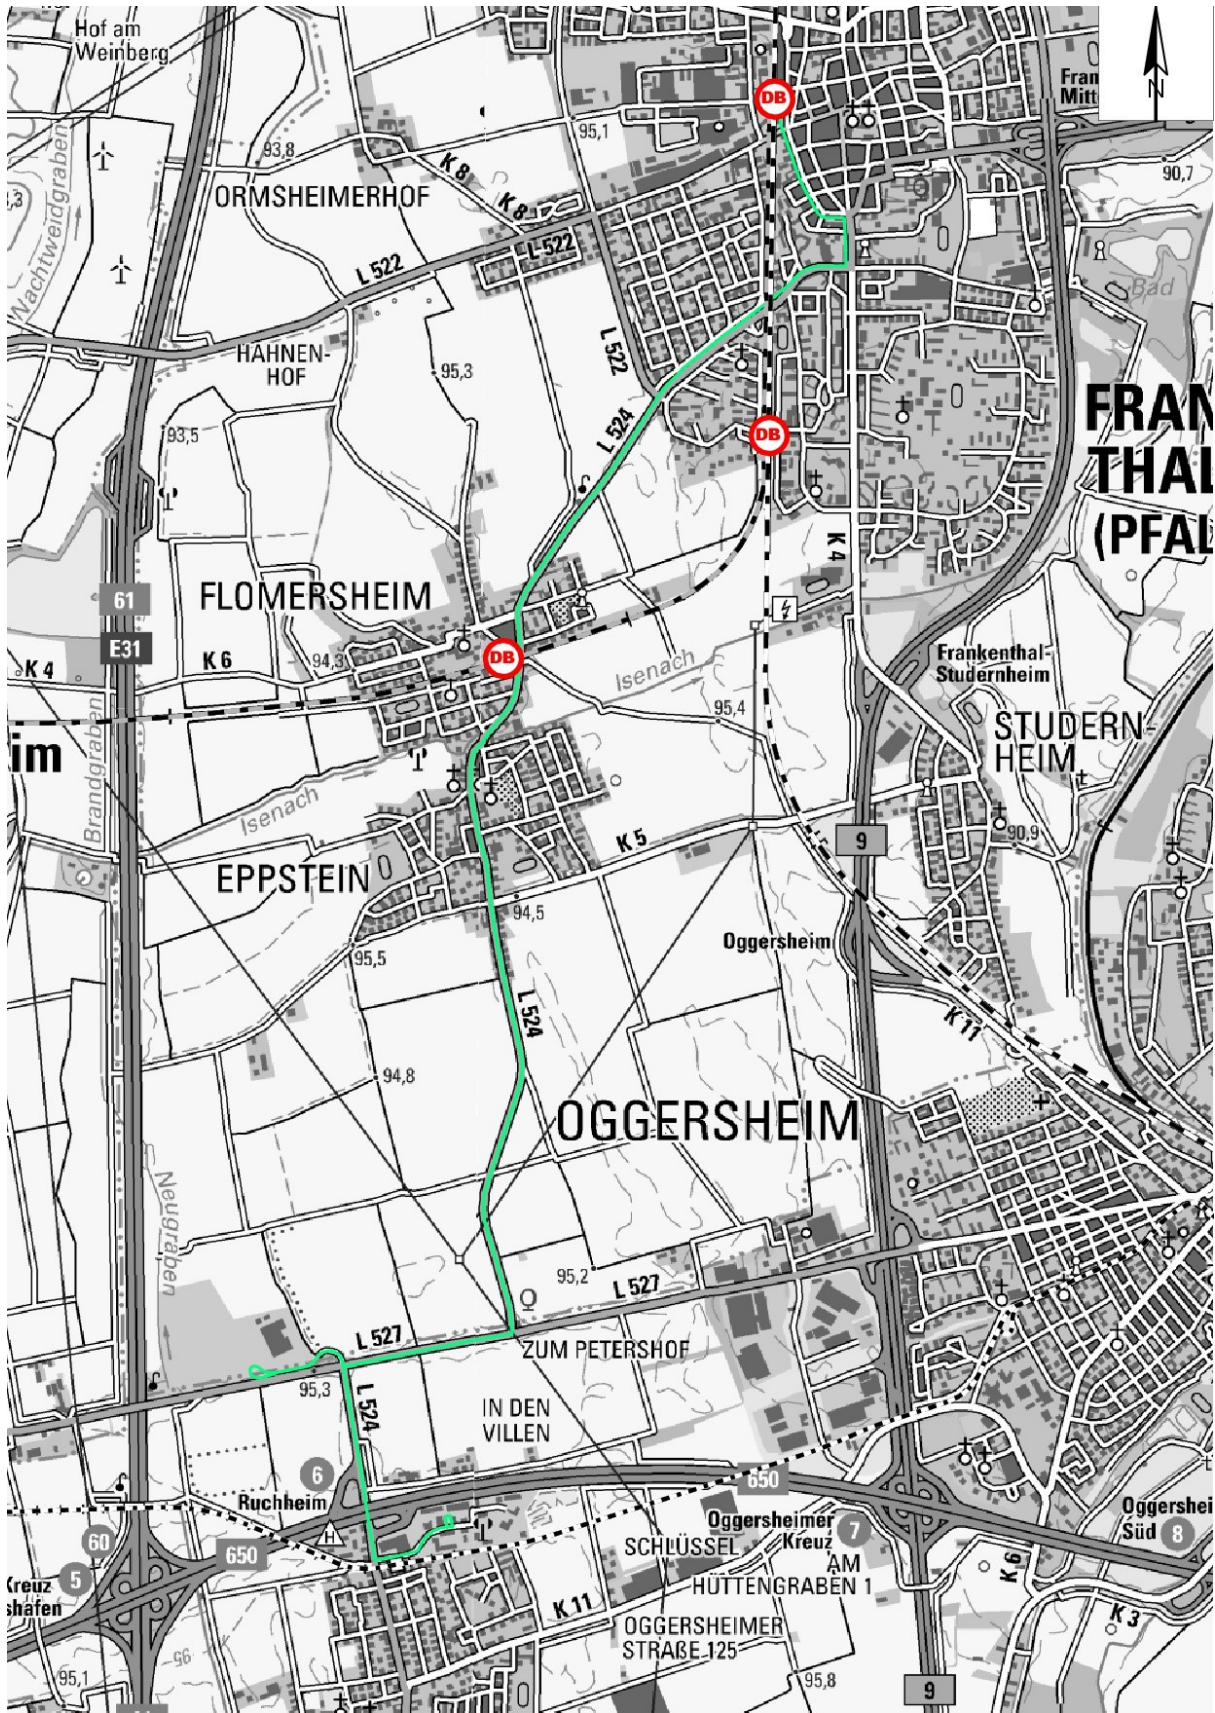 Hof am
Weinberg
Fran
Mitt
N
DB
95,1
93,8
K 8
90,7
,3
ORMSHEIMERHOF
K 8
Wachtweidgraben
L 522
L 522
Bad
HAHNEN-
HOF
95,3
L 522
FRAN
THAL
(PFAL
93,5
L 524
DB
K 4
61
FLOMERSHEIM
E31
K 4
K 6
94,3
DB
Isenach
Frankenthal-
Studernheim
95,4
STUDERN-
HEIM
im
Brandgraben
Isenach
K 5
9
90,9
EPPSTEIN
94,5
Oggersheim
95,5
L 524
K 11
94,8
OGGERSHEIM
Neugraben
95,2
L 527
L 527
ZUM PETERSHOF
95,3
L 524
IN DEN
VILLEN
6
650
Ruchheim
H
Oggershei
Süd 8
60
650
Oggersheimer
Kreuz 7
SCHLÜSSEL
Kreuz
shafen
5
AM
HÜTTENGRABEN 1
K 6
K 11
K 3
OGGERSHEIMER
STRAßE 125
95
95,1
95,8
9